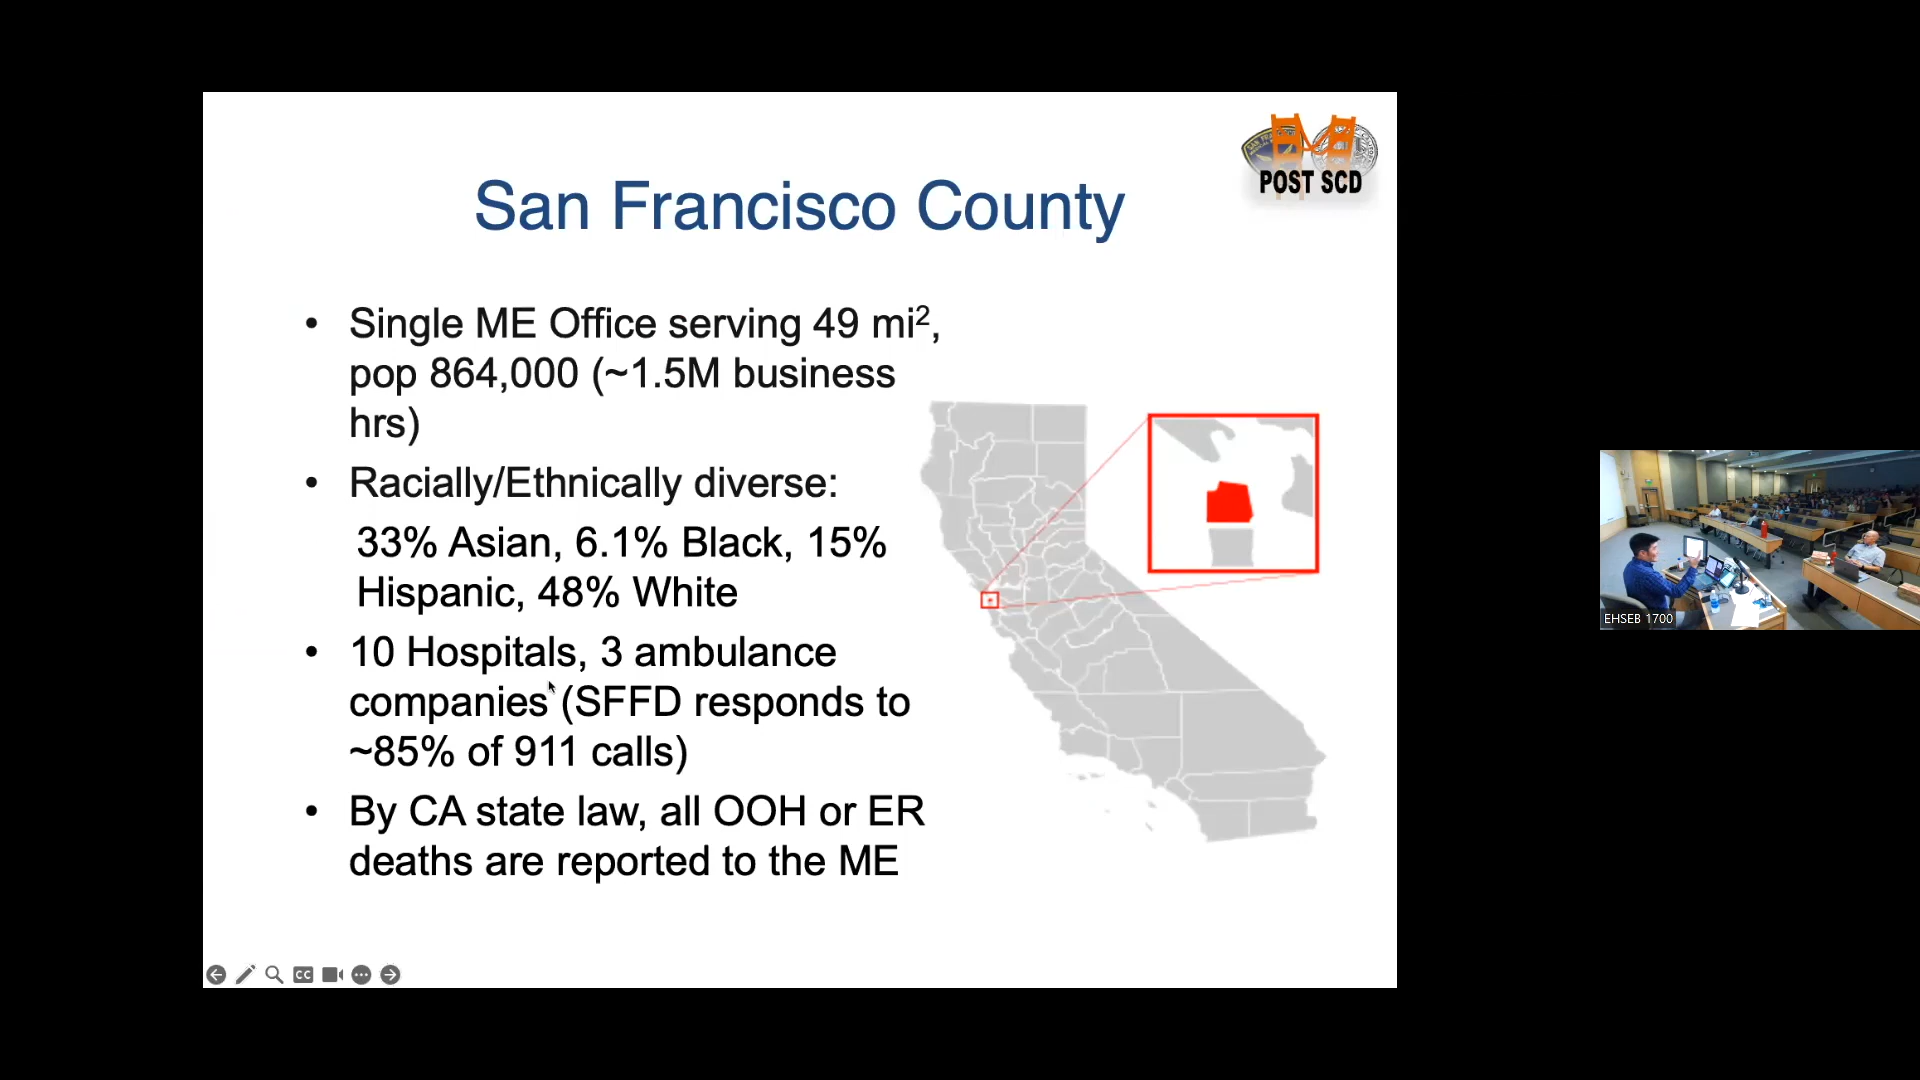 POST SCD
San Francisco County
• Single ME Office serving 49 mi²,
pop 864,000 (~1.5M business
hrs)
• Racially/Ethnically diverse:
33% Asian, 6.1% Black, 15%
Hispanic, 48% White
• 10 Hospitals, 3 ambulance
companies (SFFD responds to
~85% of 911 calls)
• By CA state law, all OOH or ER
deaths are reported to the ME
CC
EHSEB 1700